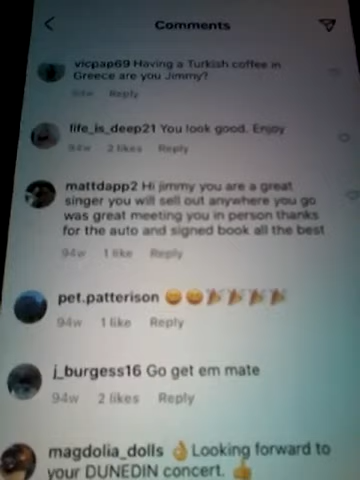 Comments
vicpap69 Having a Turkish coffee in
Greece are you Jimmy?
94w Reply
life_is_deep21 You look good. Enjoy
94w 2 likes Reply
mattdapp2 Hi jimmy you are a great
singer you will sell out anywhere you go
was great meeting you in person thanks
for the auto and signed book all the best
94w 1 like Reply
pet.patterison 😄😄🎉🎉🎉🎉
94w 1 like Reply
j_burgess16 Go get em mate
94w 2 likes Reply
magdolia_dolls 👌Looking forward to
your DUNEDIN concert. 👍